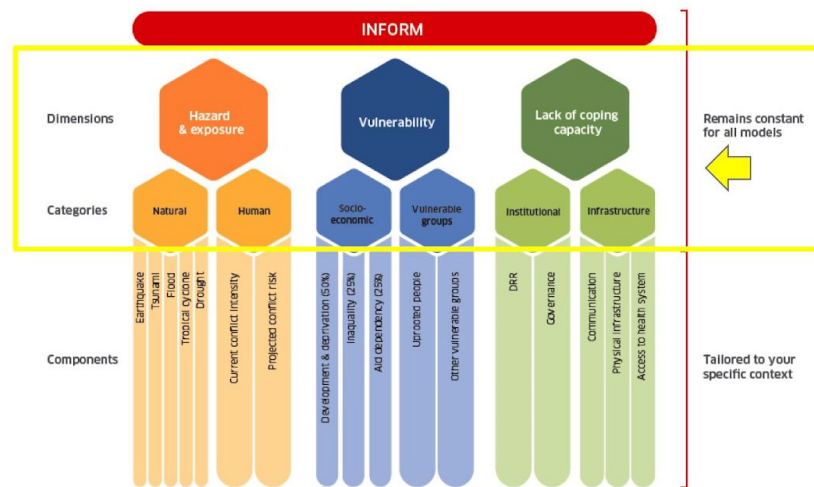 INFORM
Dimensions
Hazard
& exposure
Vulnerability
Lack of coping
capacity
Remains constant
for all models
Categories
Natural
Human
Socio-
economic
Vulnerable
groups
Institutional
Infrastructure
Components
Earthquake
Tsunami
Flood
Tropical cyclone
Drought
Current conflict intensity
Projected conflict risk
Development & deprivation (50%)
Inaquality (25%)
Aid dependency (25%)
Uprooted people
Other vulnerable groups
DRR
Governance
Communication
Physical infrastructure
Access to health system
Tailored to your
specific context